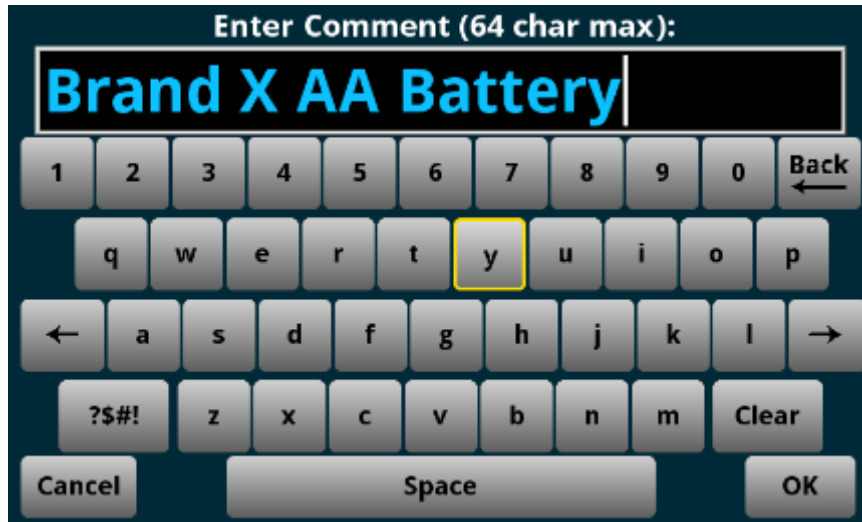 Enter Comment (64 char max):
Brand X AA Battery
1 2 3 4 5 6 7 8 9 0 Back
q w e r t y u i o p
← a s d f g h j k l →
?$#! z x c v b n m Clear
Cancel Space OK